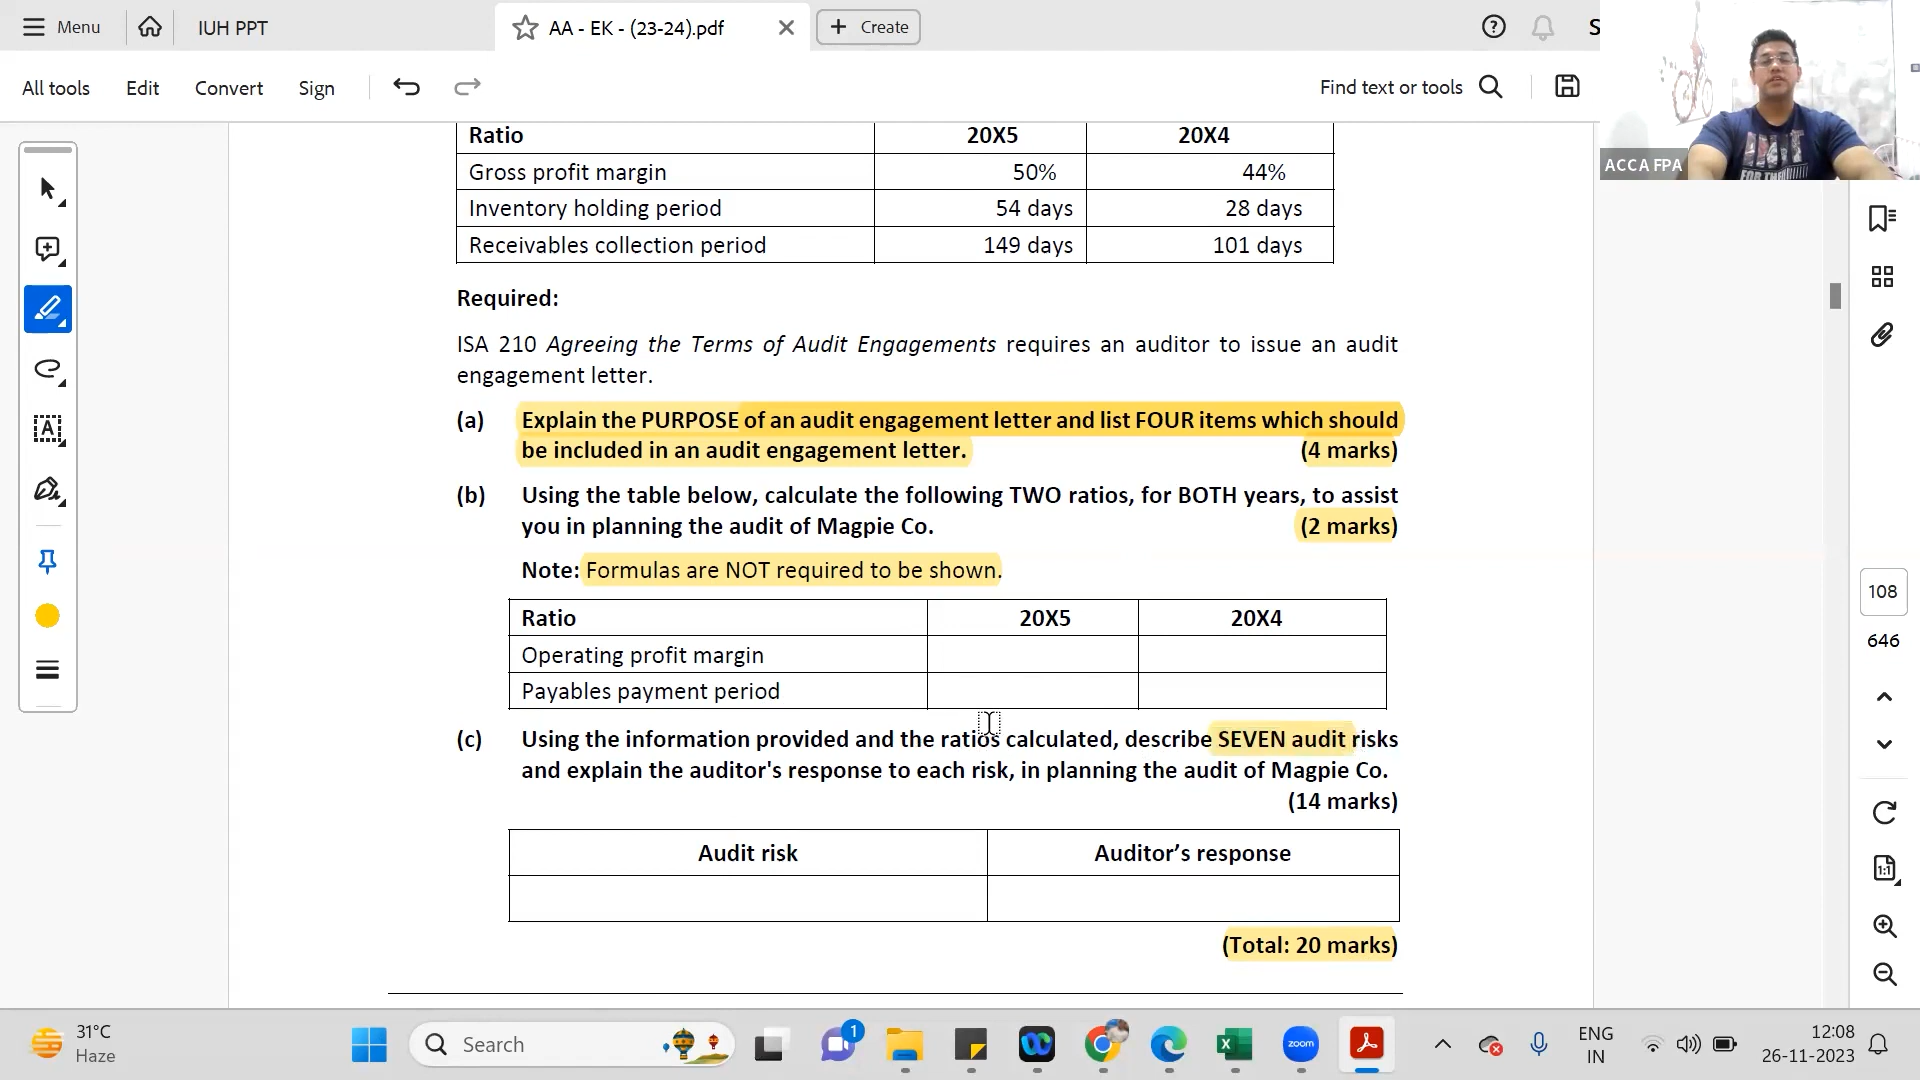 Menu
IUH PPT
AA - EK - (23-24).pdf
Create
All tools
Edit
Convert
Sign
Find text or tools
ACCA FPA
Ratio 20X5 20X4
Gross profit margin 50% 44%
Inventory holding period 54 days 28 days
Receivables collection period 149 days 101 days
Required:
ISA 210 Agreeing the Terms of Audit Engagements requires an auditor to issue an audit
engagement letter.
(a) Explain the PURPOSE of an audit engagement letter and list FOUR items which should
be included in an audit engagement letter. (4 marks)
(b) Using the table below, calculate the following TWO ratios, for BOTH years, to assist
you in planning the audit of Magpie Co. (2 marks)
Note: Formulas are NOT required to be shown.
Ratio 20X5 20X4
Operating profit margin
Payables payment period
(c) Using the information provided and the ratios calculated, describe SEVEN audit risks
and explain the auditor's response to each risk, in planning the audit of Magpie Co.
(14 marks)
Audit risk Auditor’s response
(Total: 20 marks)
108
646
1:1
31°C
Haze
Search
1
zoom
ENG
IN
12:08
26-11-2023